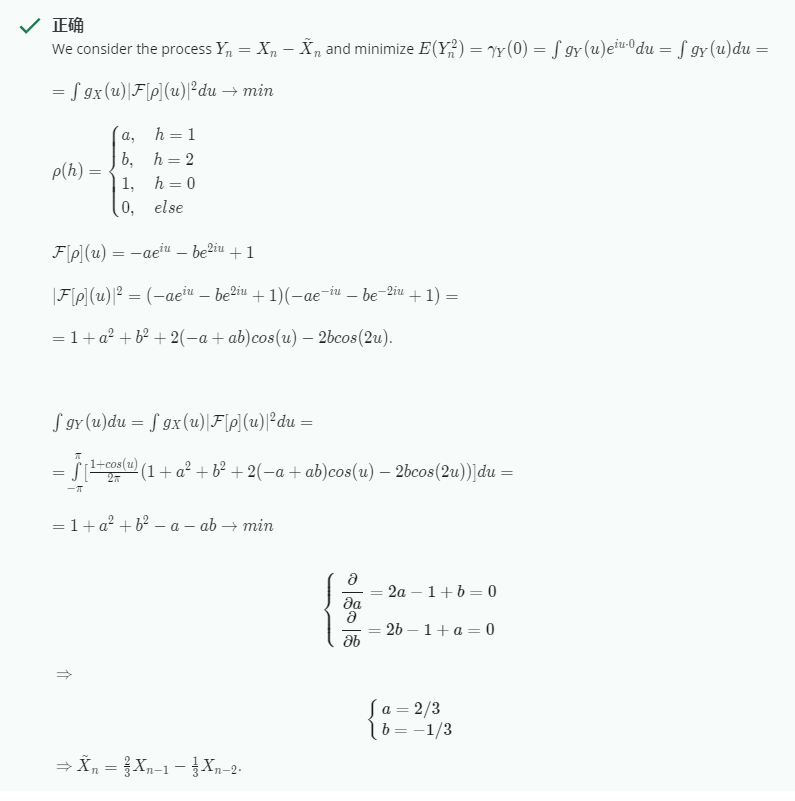 正确
We consider the process $Y_n = X_n - \tilde{X}_n$ and minimize $E(Y_n^2) = \gamma_Y(0) = \int g_Y(u)e^{iu \cdot 0}du = \int g_Y(u)du =$
$= \int g_X(u)|\mathcal{F}[\rho](u)|^2du \to min$
$\rho(h) = \begin{cases} a, & h = 1 \\ b, & h = 2 \\ 1, & h = 0 \\ 0, & else \end{cases}$
$\mathcal{F}[\rho](u) = -ae^{iu} - be^{2iu} + 1$
$|\mathcal{F}[\rho](u)|^2 = (-ae^{iu} - be^{2iu} + 1)(-ae^{-iu} - be^{-2iu} + 1) =$
$= 1 + a^2 + b^2 + 2(-a + ab)cos(u) - 2bcos(2u).$
$\int g_Y(u)du = \int g_X(u)|\mathcal{F}[\rho](u)|^2du =$
$= \int\limits_{-\pi}^{\pi} [\frac{1+cos(u)}{2\pi}(1 + a^2 + b^2 + 2(-a + ab)cos(u) - 2bcos(2u))]du =$
$= 1 + a^2 + b^2 - a - ab \to min$
$\begin{cases} \dfrac{\partial}{\partial a} = 2a - 1 + b = 0 \\ \dfrac{\partial}{\partial b} = 2b - 1 + a = 0 \end{cases}$
$\Rightarrow$
$\begin{cases} a = 2/3 \\ b = -1/3 \end{cases}$
$\Rightarrow \tilde{X}_n = \frac{2}{3}X_{n-1} - \frac{1}{3}X_{n-2}.$